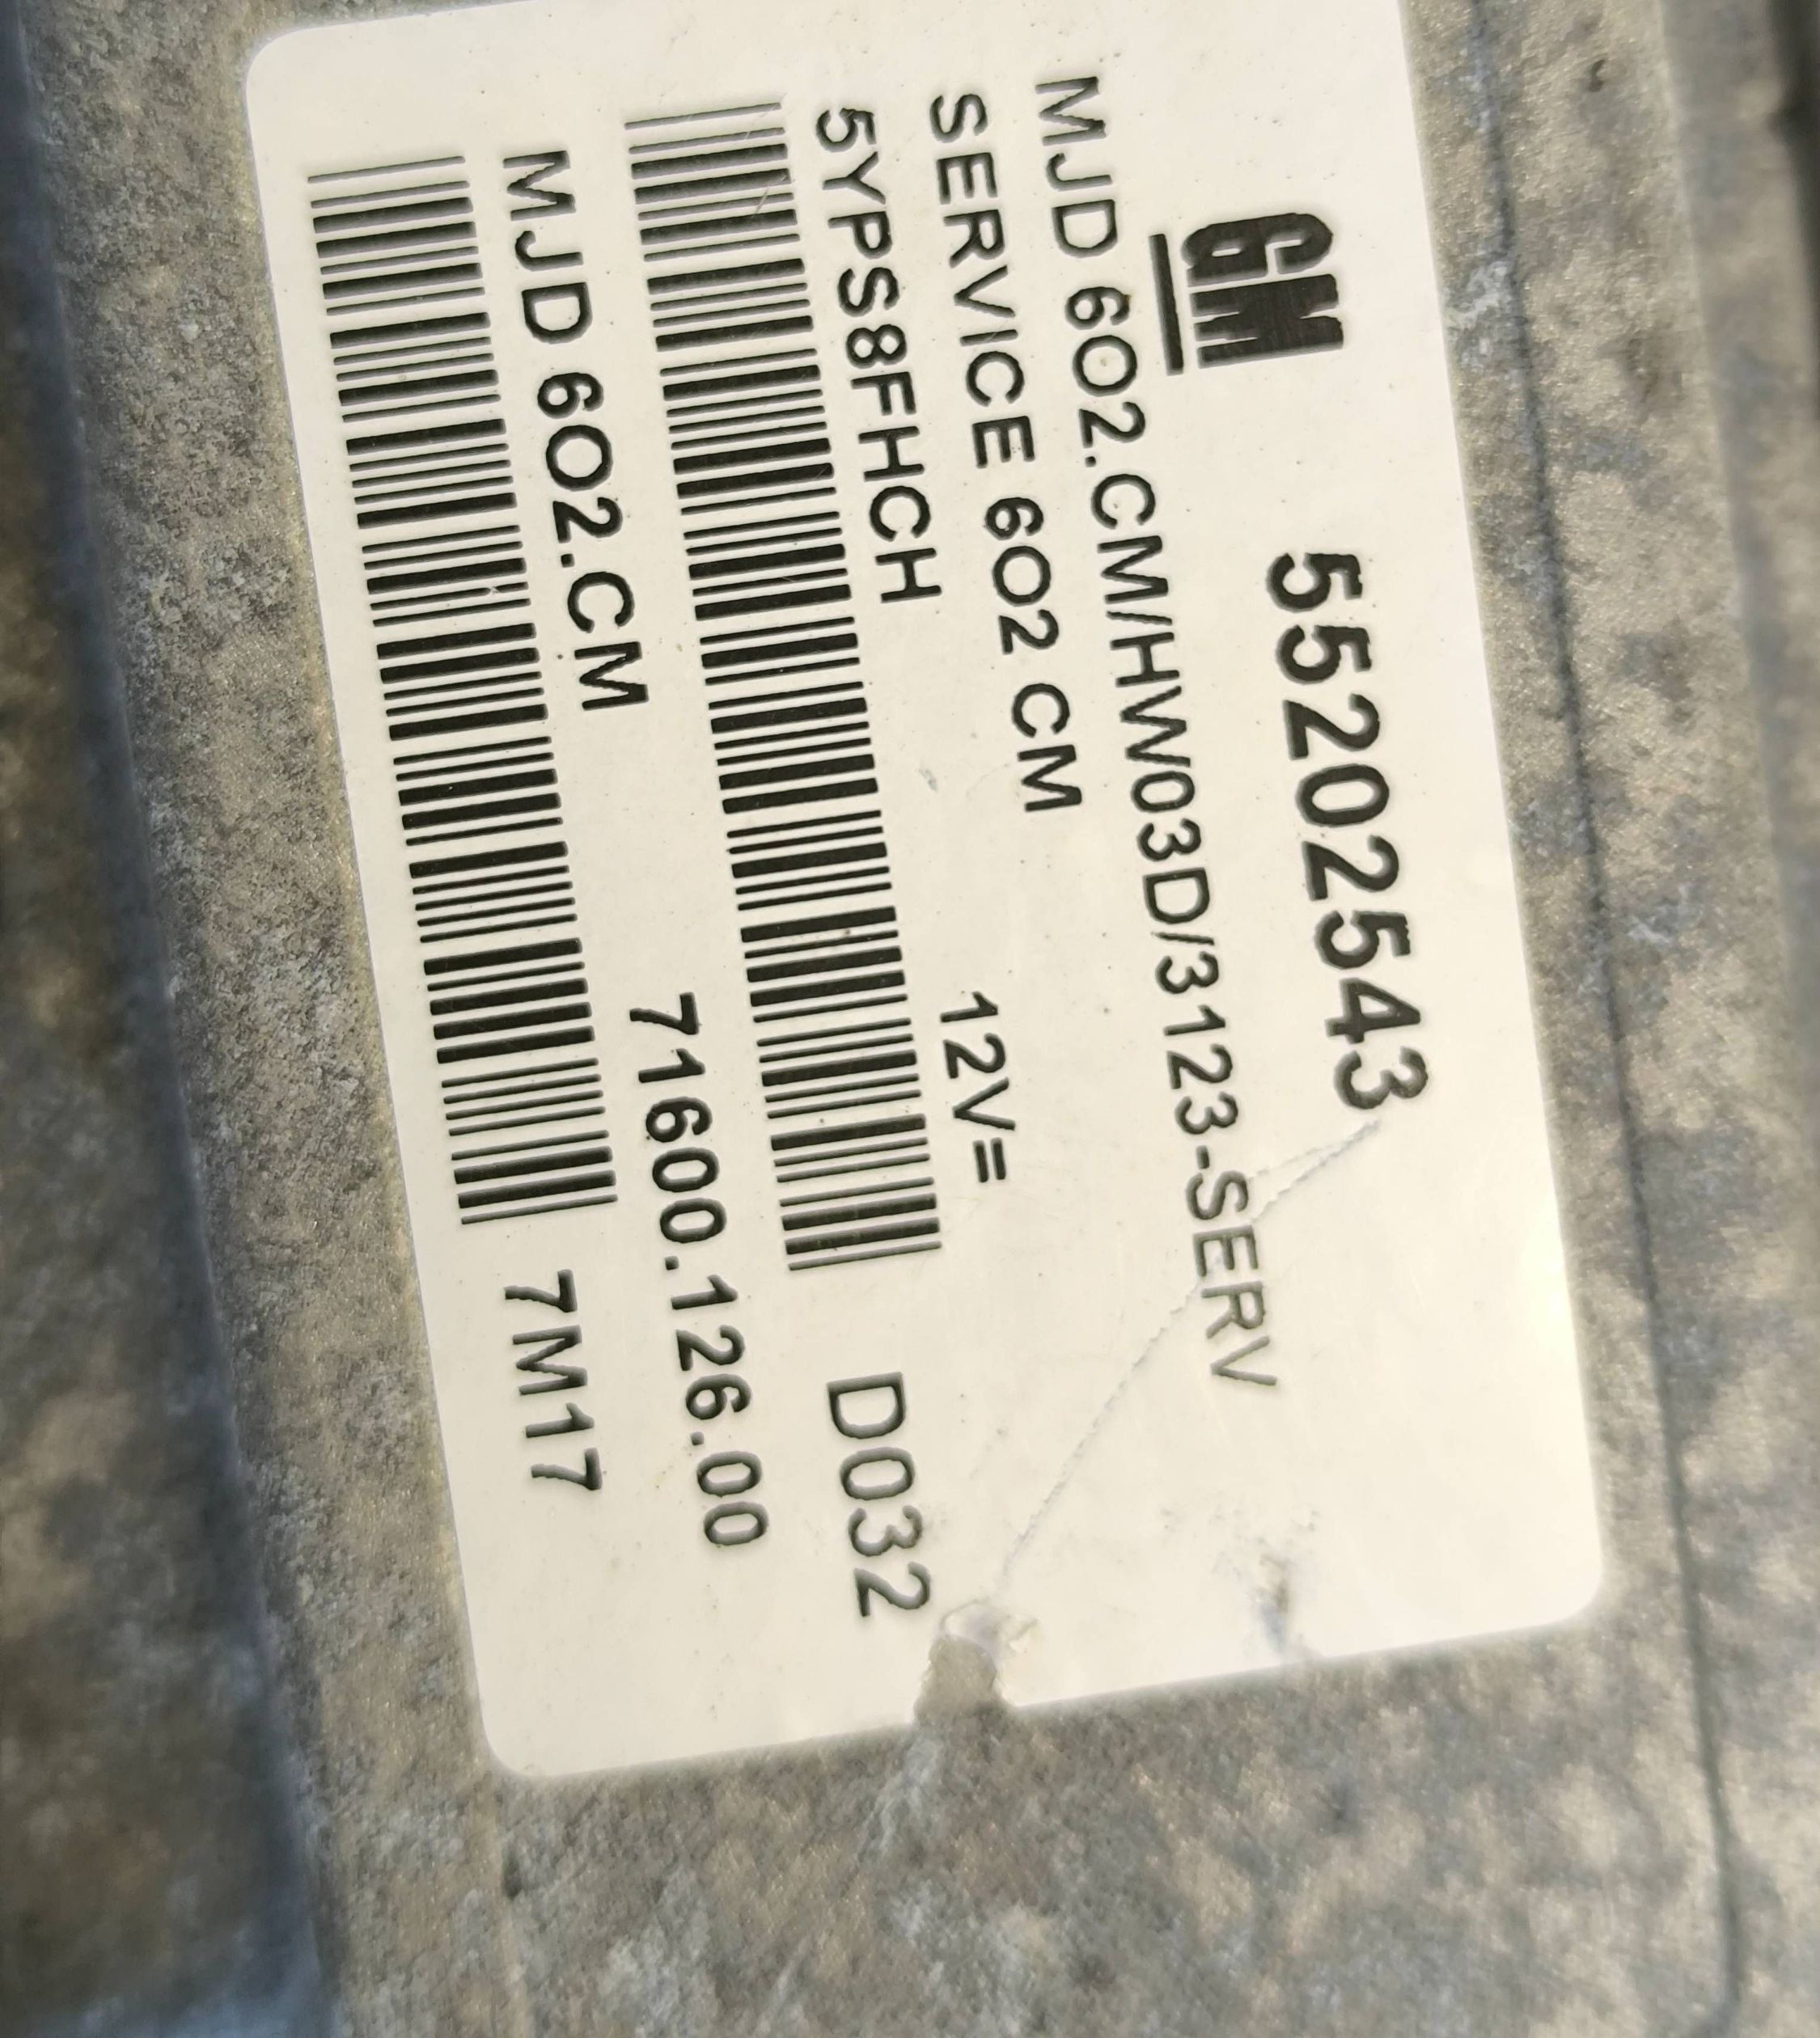 GM 55202543
MJD 6O2.CM/HW03D/3123-SERV
SERVICE 6O2 CM 12V=
5YPS8FHCH D032
71600.126.00
MJD 6O2.CM 7M17